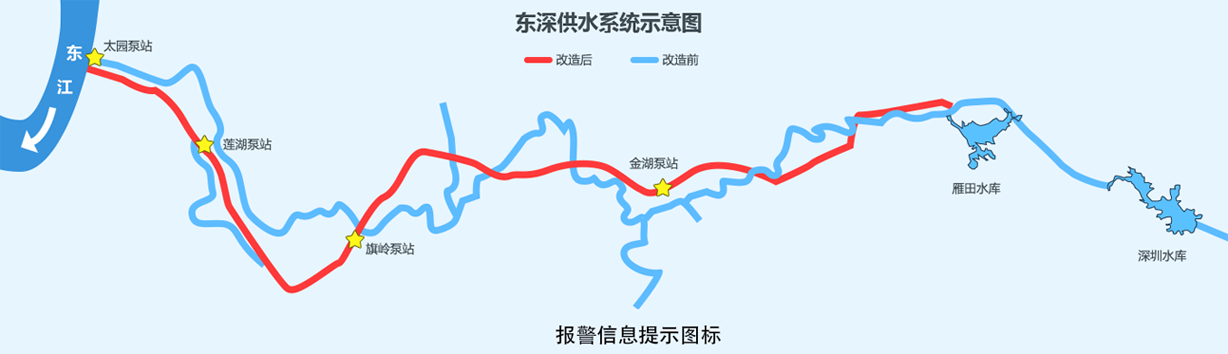 东深供水系统示意图
改造后
改造前
东
江
太园泵站
莲湖泵站
旗岭泵站
金湖泵站
雁田水库
深圳水库
报警信息提示图标